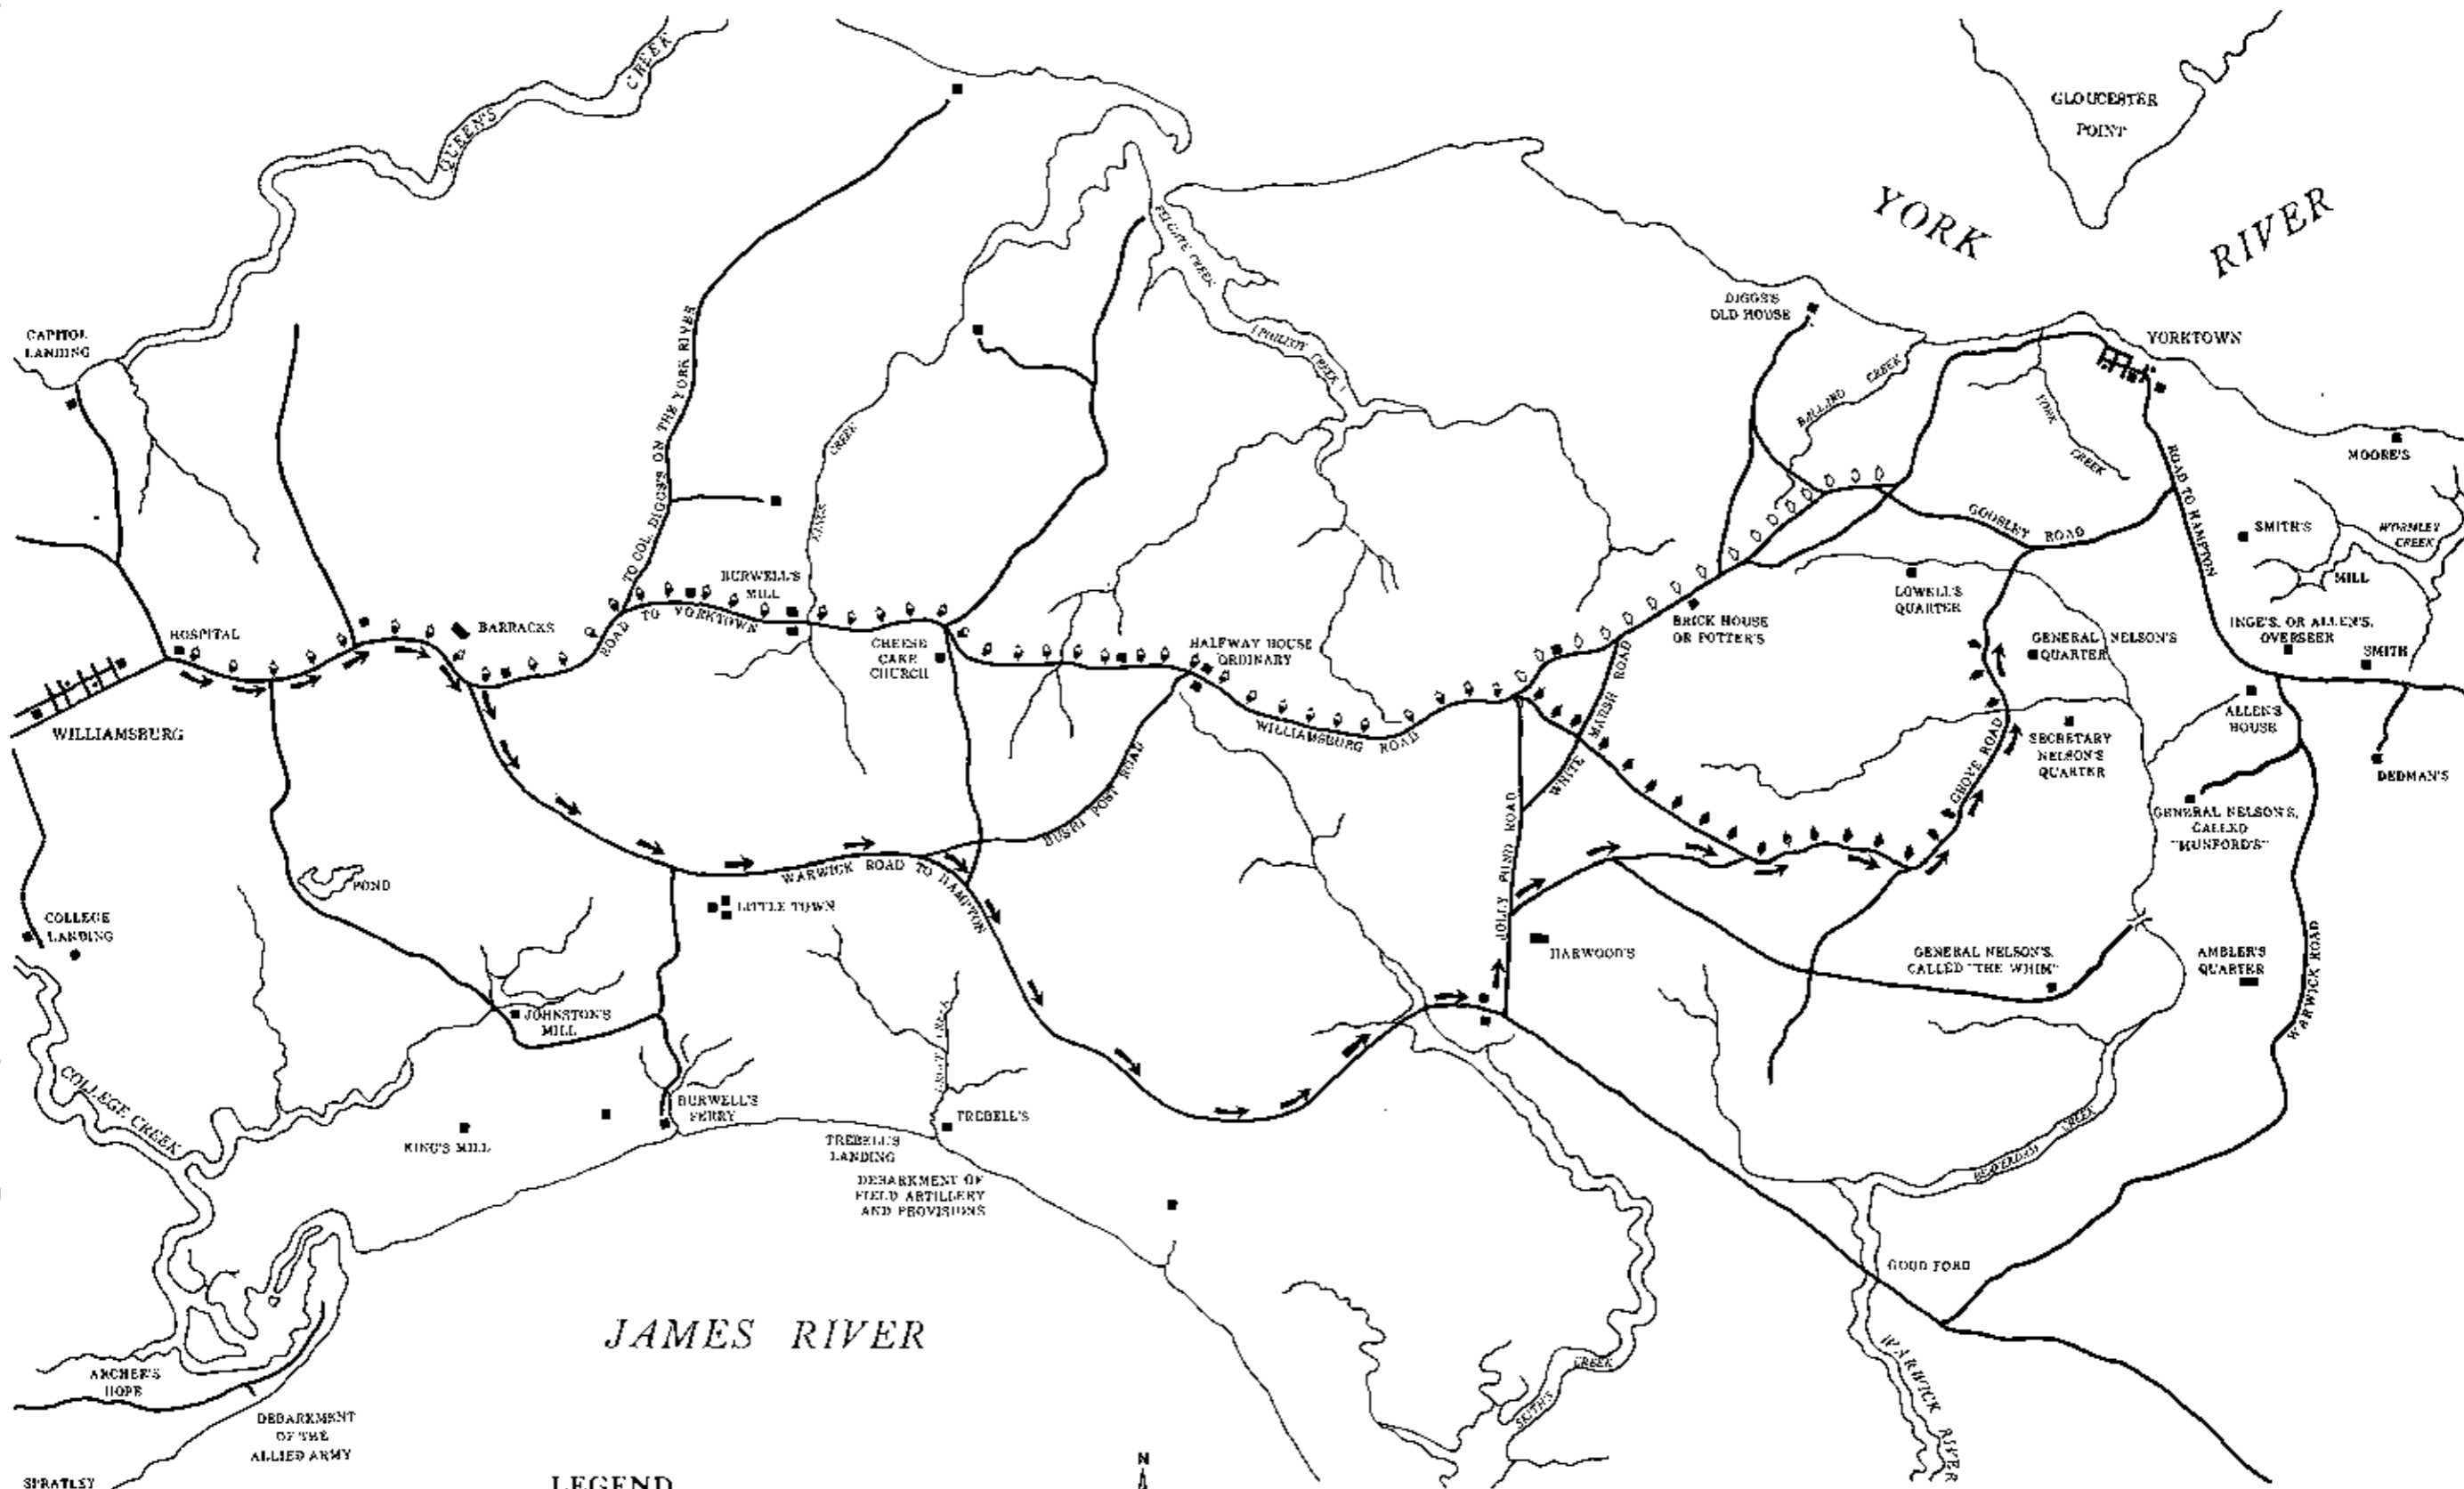 QUEEN'S CREEK
GLOUCESTER
POINT
YORK RIVER
CAPITOL
LANDING
DIGGS'S
OLD HOUSE
YORKTOWN
BALLARD CREEK
YORK CREEK
MOORE'S
FELGATE CREEK
CREEK
KINGS CREEK
TO COL. DIGGS'S ON THE YORK RIVER
ROAD TO HAMPTON
GOOSLEY ROAD
SMITH'S
WORMLEY
CREEK
MILL
BURWELL'S
MILL
ROAD TO YORKTOWN
HOSPITAL
BARRACKS
CHEESE
CAKE
CHURCH
HALFWAY HOUSE
ORDINARY
BRICK HOUSE
OR POTTER'S
LOWELL'S
QUARTER
GENERAL NELSON'S
QUARTER
INGE'S, OR ALLEN'S,
OVERSEER
SMITH
WILLIAMSBURG
WILLIAMSBURG ROAD
WHITE MARSH ROAD
ALLEN'S
HOUSE
SECRETARY
NELSON'S
QUARTER
GROVE ROAD
DEDMAN'S
GENERAL NELSON'S,
CALLED
"MUNFORD'S"
POST ROAD
JOLLY POND ROAD
WARWICK ROAD TO HAMPTON
POND
LITTLE TOWN
COLLEGE
LANDING
HARWOOD'S
GENERAL NELSON'S,
CALLED "THE WHIM"
AMBLER'S
QUARTER
WARWICK ROAD
JOHNSTON'S
MILL
COLLEGE CREEK
BURWELL'S
FERRY
KING'S MILL
TREBELL'S
TREBELL'S
LANDING
DEBARKMENT OF
FIELD ARTILLERY
AND PROVISIONS
BEAVERDAM CREEK
GOOD FORD
JAMES RIVER
SKITH'S CREEK
WARWICK RIVER
ARCHER'S
HOPE
DEBARKMENT
OF THE
ALLIED ARMY
SPRATLEY
LEGEND
N